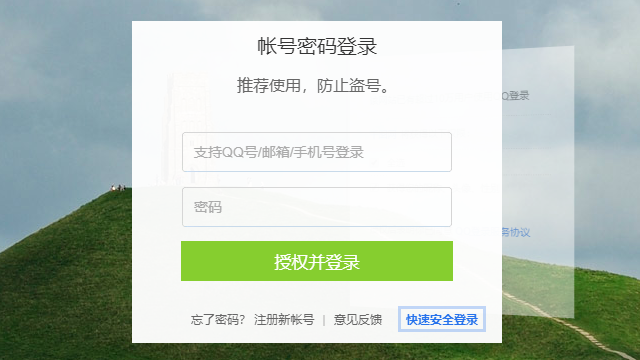 帐号密码登录
推荐使用，防止盗号。
Q登录
支持QQ号/邮箱/手机号登录
密码
务协议
授权并登录
忘了密码? 注册新帐号 | 意见反馈 快速安全登录